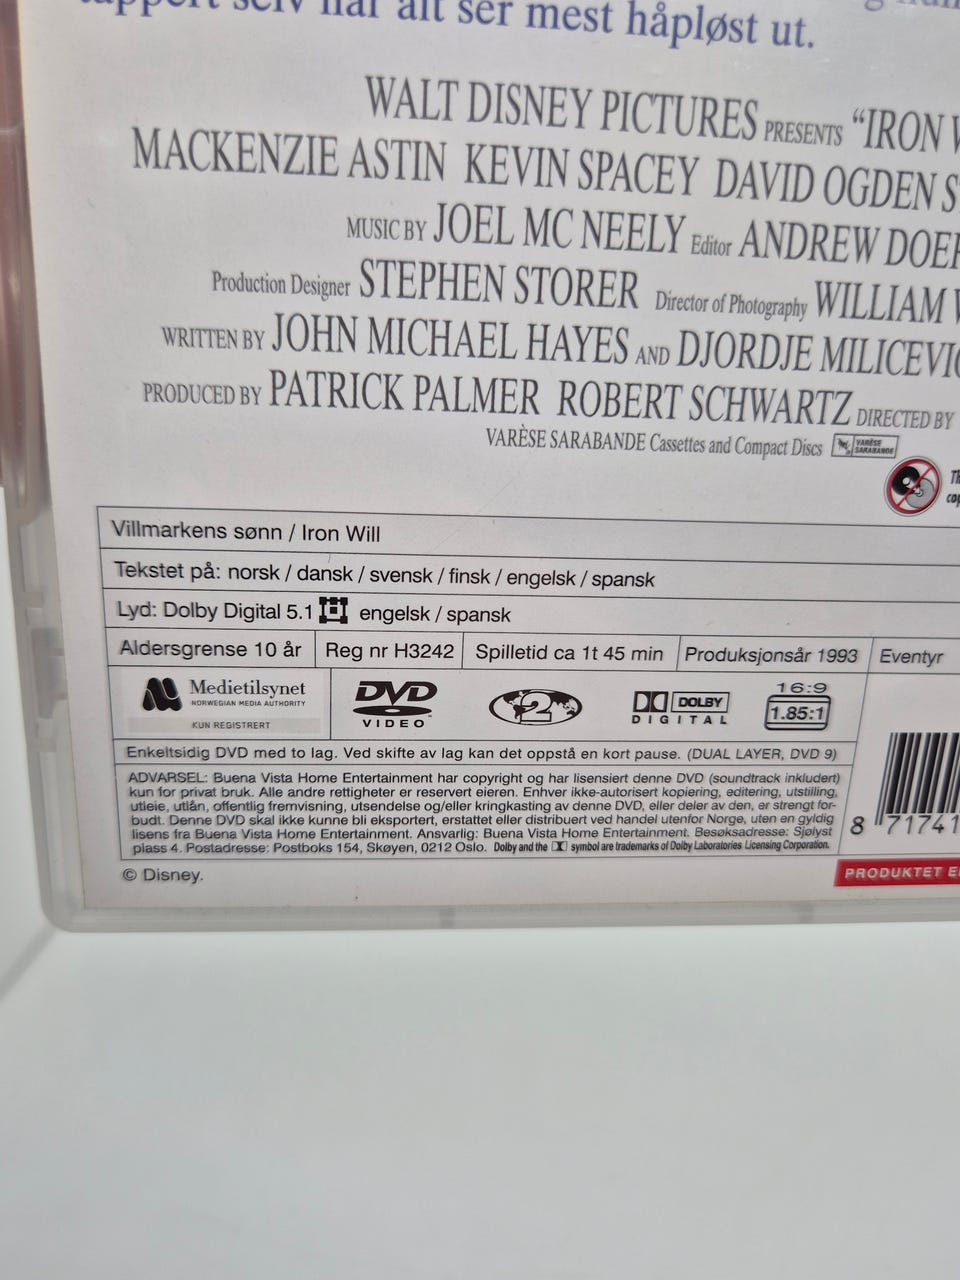 selv når alt ser mest håpløst ut.
WALT DISNEY PICTURES PRESENTS “IRON
MACKENZIE ASTIN KEVIN SPACEY DAVID OGDEN
MUSIC BY JOEL MC NEELY Editor ANDREW
Production Designer STEPHEN STORER Director of Photography WILLIAM
WRITTEN BY JOHN MICHAEL HAYES AND DJORDJE
PRODUCED BY PATRICK PALMER ROBERT SCHWARTZ DIRECTED BY
VARÈSE SARABANDE Cassettes and Compact Discs VARÈSE SARABANDE
Villmarkens sønn / Iron Will
Tekstet på: norsk / dansk / svensk / finsk / engelsk / spansk
Lyd: Dolby Digital 5.1 engelsk / spansk
Aldersgrense 10 år Reg nr H3242 Spilletid ca 1t 45 min Produksjonsår 1993 Eventyr
Medietilsynet
NORWEGIAN MEDIA AUTHORITY
KUN REGISTRERT
DVD
VIDEO
2
DOLBY
DIGITAL
16:9
1.85:1
Enkeltsidig DVD med to lag. Ved skifte av lag kan det oppstå en kort pause. (DUAL LAYER, DVD 9)
ADVARSEL: Buena Vista Home Entertainment har copyright og har lisensiert denne DVD (soundtrack inkludert)
kun for privat bruk. Alle andre rettigheter er reservert eieren. Enhver ikke-autorisert kopiering, editering, utstilling,
utleie, utlån, offentlig fremvisning, utsendelse og/eller kringkasting av denne DVD, eller deler av den, er strengt for-
budt. Denne DVD skal ikke kunne bli eksportert, erstattet eller distribuert ved handel utenfor Norge, uten en gyldig
lisens fra Buena Vista Home Entertainment. Ansvarlig: Buena Vista Home Entertainment. Besøksadresse: Sjølyst
plass 4. Postadresse: Postboks 154, Skøyen, 0212 Oslo. Dolby and the symbol are trademarks of Dolby Laboratories Licensing Corporation.
8 71741
© Disney.
PRODUKTET